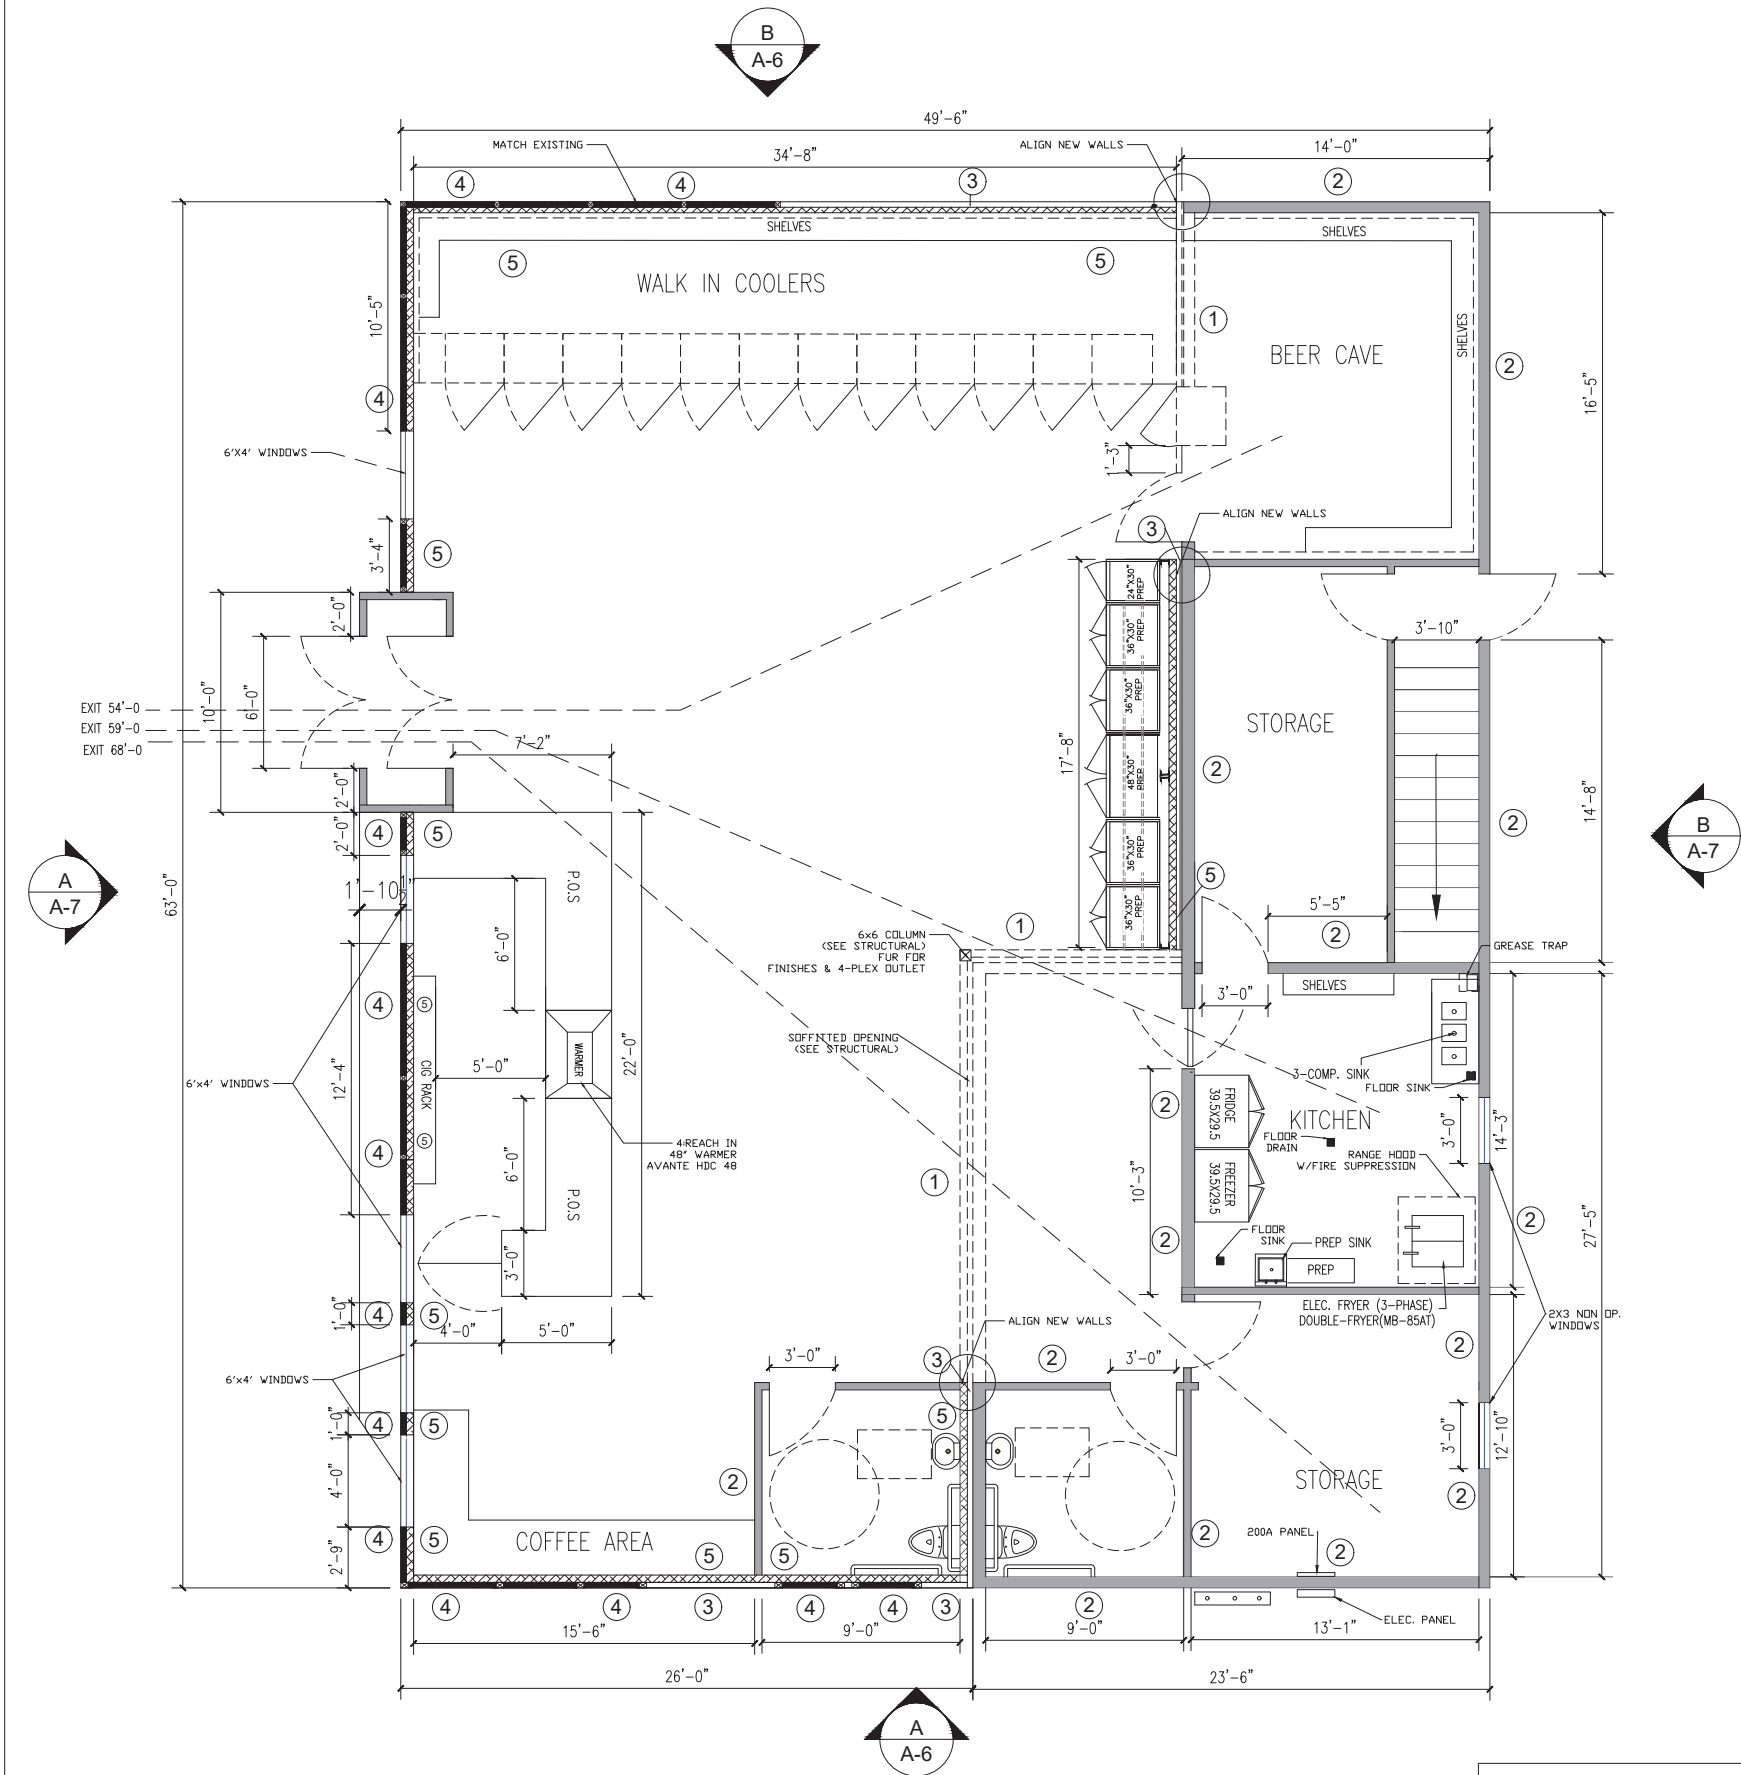 B
A-6
49'-6"
MATCH EXISTING
ALIGN NEW WALLS
34'-8"
14'-0"
4
4
3
2
SHELVES
SHELVES
5
5
WALK IN COOLERS
1
SHELVES
BEER CAVE
2
10'-5"
16'-5"
4
6'X4' WINDOWS
1'-3"
ALIGN NEW WALLS
3
3'-4"
5
24"X30"
PREP
2'-0"
36"X30"
PREP
3'-10"
10'-0"
6'-0"
36"X30"
PREP
EXIT 54'-0
EXIT 59'-0
EXIT 68'-0
STORAGE
7'-2"
17'-8"
48"X30"
PREP
2
2'-0"
2'-0"
4
5
14'-8"
2
B
A-7
A
A-7
63'-0"
1'-10½"
P.O.S
36"X30"
PREP
5
36"X30"
PREP
5'-5"
6'-0"
6x6 COLUMN
(SEE STRUCTURAL)
FUR FOR
FINISHES & 4-PLEX OUTLET
1
2
GREASE TRAP
4
5
SHELVES
3'-0"
SOFFITTED OPENING
(SEE STRUCTURAL)
WARMER
22'-0"
5'-0"
CIG RACK
6'x4' WINDOWS
12'-4"
3-COMP. SINK
FLOOR SINK
2
FRIDGE
39.5X29.5
KITCHEN
3'-0"
14'-3"
5
4
4-REACH IN
48" WARMER
AVANTE HDC 48
FLOOR
DRAIN
RANGE HOOD
W/FIRE SUPPRESSION
6'-0"
P.O.S
1
10'-3"
FREEZER
39.5X29.5
2
2
27'-5"
FLOOR
SINK
PREP SINK
PREP
3'-0"
ELEC. FRYER (3-PHASE)
DOUBLE-FRYER(MB-85AT)
2X3 NON OP.
WINDOWS
1'-0"
4
5
4'-0"
5'-0"
ALIGN NEW WALLS
2
3'-0"
3
2
3'-0"
6'x4' WINDOWS
1'-0"
4
5
5
3'-0"
12'-10"
4'-0"
2
STORAGE
2
2'-9"
4
5
COFFEE AREA
5
5
2
200A PANEL
2
4
4
3
4
4
3
2
ELEC. PANEL
15'-6"
9'-0"
9'-0"
13'-1"
26'-0"
23'-6"
A
A-6